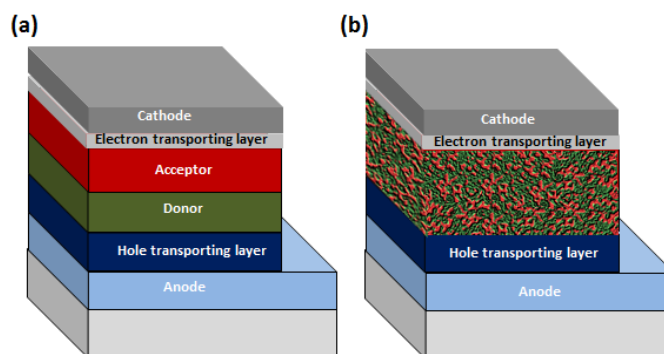 (a)
Cathode
Electron transporting layer
Acceptor
Donor
Hole transporting layer
Anode
(b)
Cathode
Electron transporting layer
Hole transporting layer
Anode